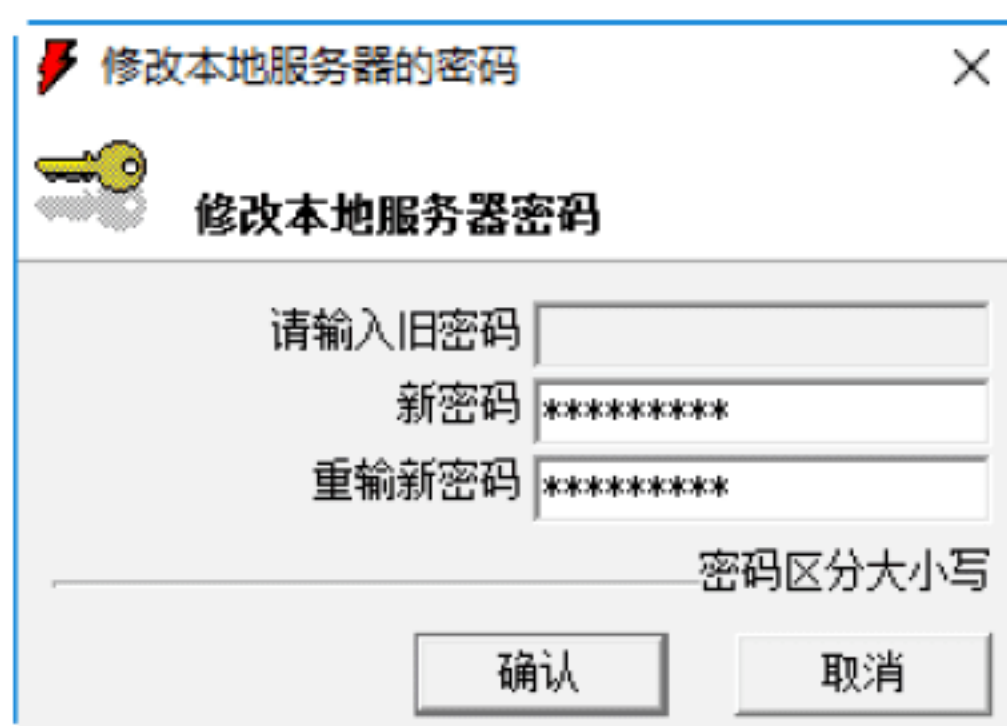 修改本地服务器的密码
修改本地服务器密码
请输入旧密码
新密码 *********
重输新密码 *********
密码区分大小写
确认 取消